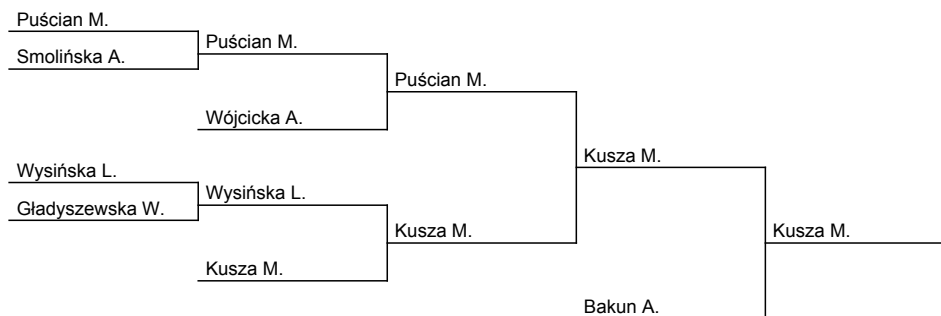 Puścian M.
Smolińska A.
Puścian M.
Puścian M.
Wójcicka A.
Kusza M.
Wysińska L.
Gładyszewska W.
Wysińska L.
Kusza M.
Kusza M.
Kusza M.
Bakun A.